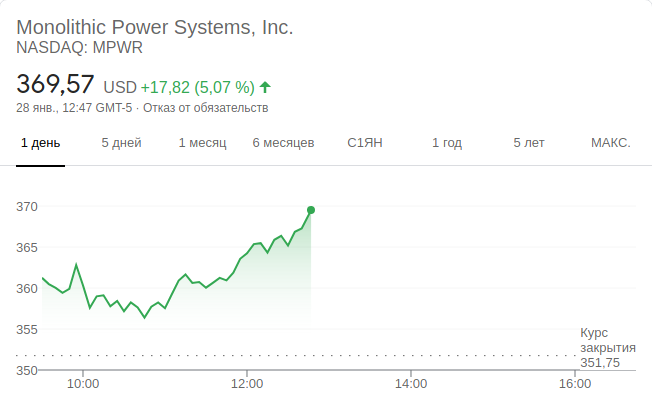 Monolithic Power Systems, Inc.
NASDAQ: MPWR
369,57 USD +17,82 (5,07 %)
28 янв., 12:47 GMT-5 · Отказ от обязательств
1 день 5 дней 1 месяц 6 месяцев С1ЯН 1 год 5 лет МАКС.
370
365
360
355
Курс
закрытия
351,75
350
10:00 12:00 14:00 16:00